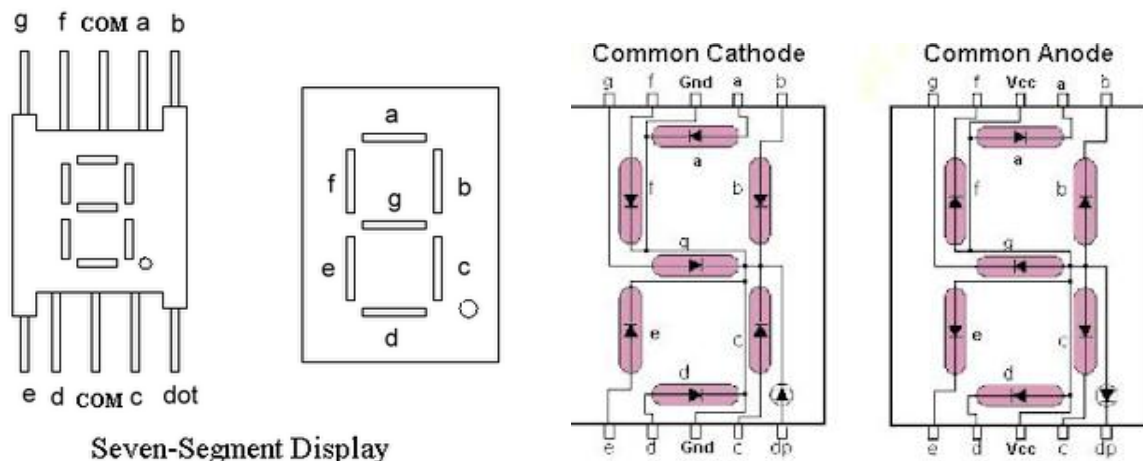 g f COM a b
e d COM c dot
a
f
b
g
e
c
d
Seven-Segment Display
Common Cathode
g f Gnd a b
a
f
b
g
e
c
d
e d Gnd c dp
Common Anode
g f Vcc a b
a
f
b
g
e
c
d
e d Vcc c dp